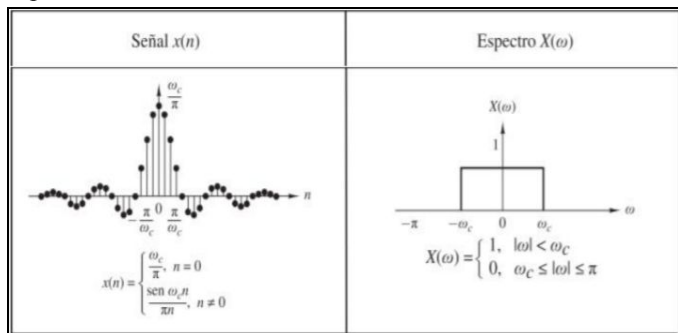 Señal x(n)
Espectro X(ω)
ω_c/π
n
-π/ω_c 0 π/ω_c
x(n) = { ω_c/π, n = 0
sen ω_c n/πn, n ≠ 0
X(ω)
1
-π -ω_c 0 ω_c ω
X(ω) = { 1, |ω| < ω_C
0, ω_C ≤ |ω| ≤ π